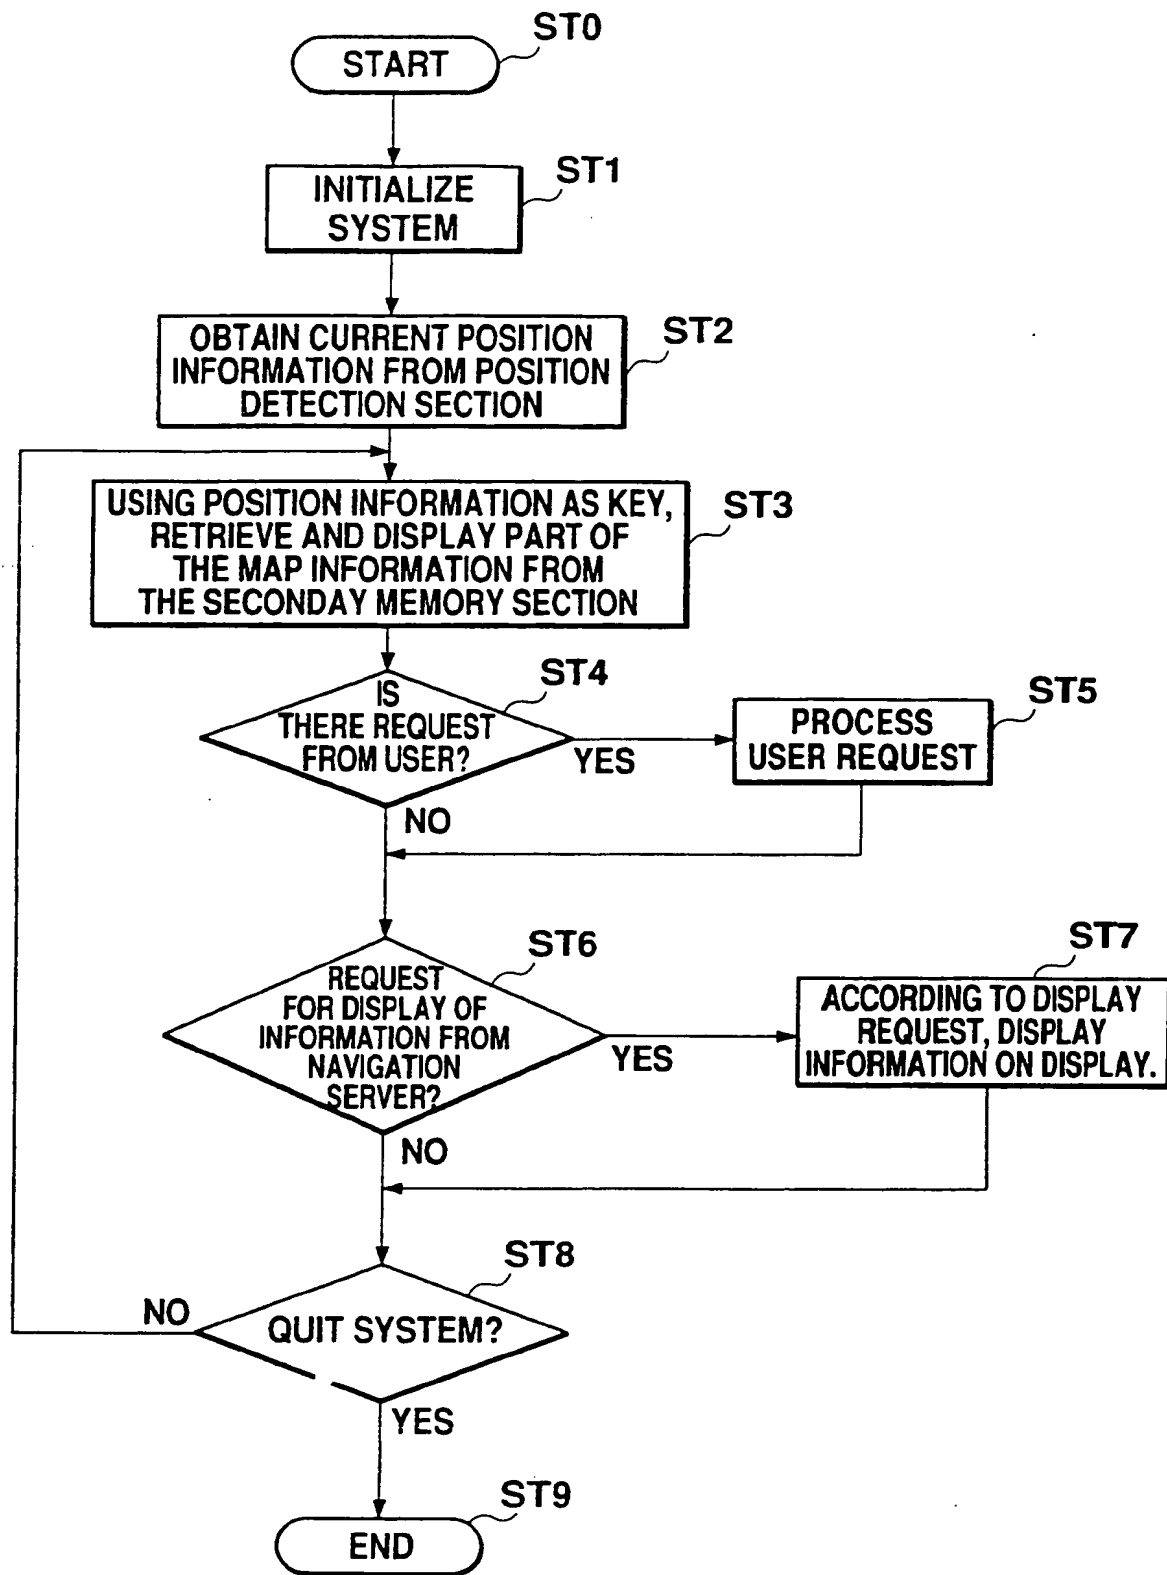 ST0
START
ST1
INITIALIZE
SYSTEM
ST2
OBTAIN CURRENT POSITION
INFORMATION FROM POSITION
DETECTION SECTION
ST3
USING POSITION INFORMATION AS KEY,
RETRIEVE AND DISPLAY PART OF
THE MAP INFORMATION FROM
THE SECONDAY MEMORY SECTION
ST4
IS
THERE REQUEST
FROM USER?
YES
NO
ST5
PROCESS
USER REQUEST
ST6
REQUEST
FOR DISPLAY OF
INFORMATION FROM
NAVIGATION
SERVER?
YES
NO
ST7
ACCORDING TO DISPLAY
REQUEST, DISPLAY
INFORMATION ON DISPLAY.
ST8
QUIT SYSTEM?
NO
YES
ST9
END